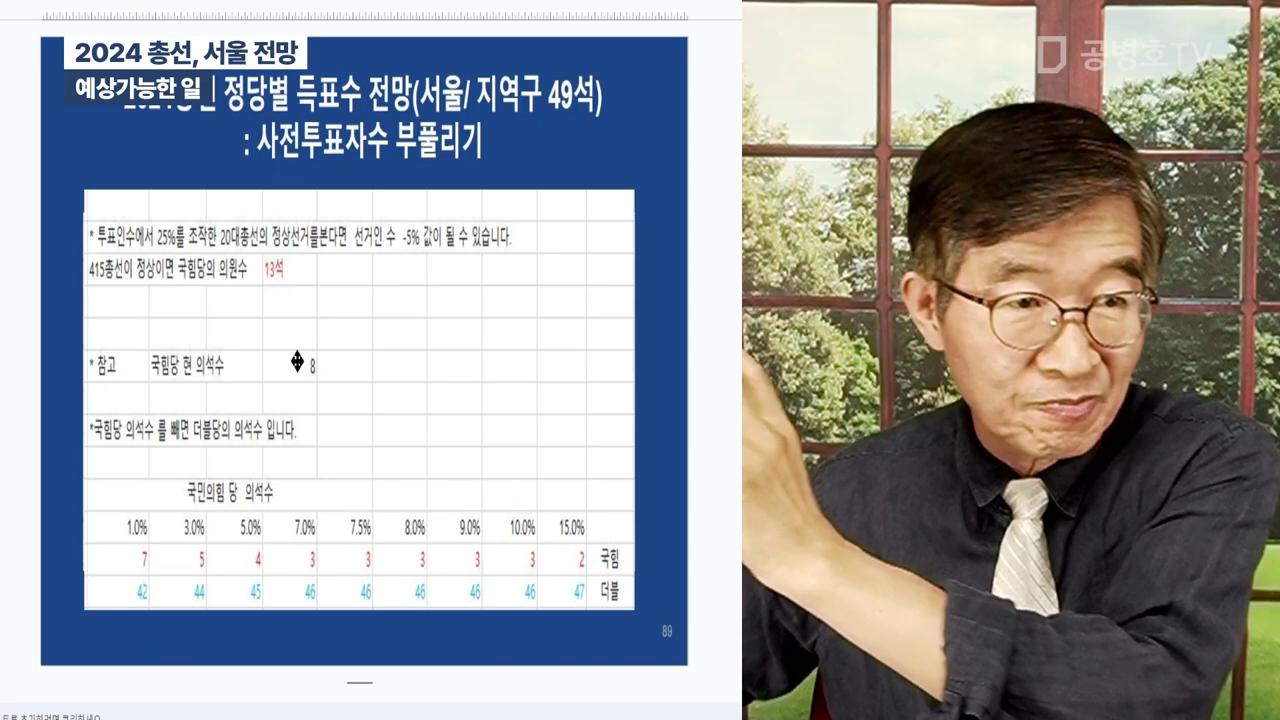 2024 총선, 서울 전망
예상가능한 일
정당별 득표수 전망(서울/ 지역구 49석)
: 사전투표자수 부풀리기
공병호TV
* 투표인수에서 25%를 조작한 20대총선의 정상선거를본다면 선거인 수 -5% 값이 될 수 있습니다.
415총선이 정상이면 국힘당의 의원수 13석
* 참고 국힘당 현 의석수 8
*국힘당 의석수 를 빼면 더불당의 의석수 입니다.
국민의힘 당 의석수
1.0% 3.0% 5.0% 7.0% 7.5% 8.0% 9.0% 10.0% 15.0%
7 5 4 3 3 3 3 3 2 국힘
42 44 45 46 46 46 46 46 47 더불
89